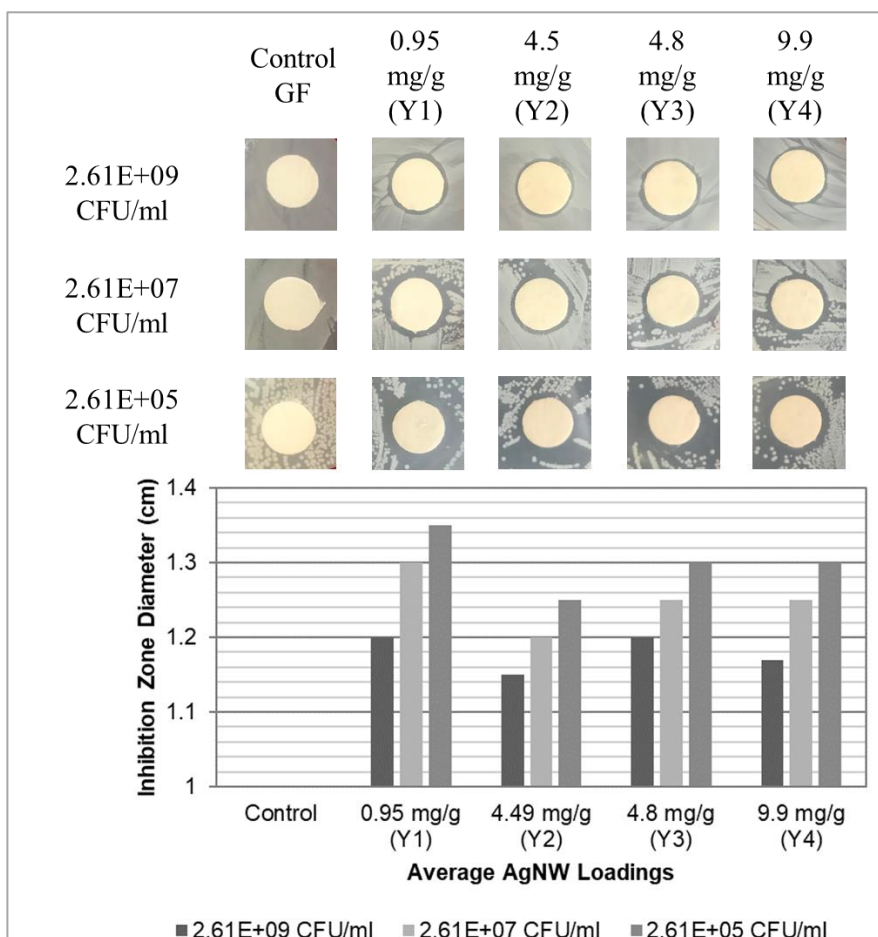 Control
GF
0.95
mg/g
(Y1)
4.5
mg/g
(Y2)
4.8
mg/g
(Y3)
9.9
mg/g
(Y4)
2.61E+09
CFU/ml
2.61E+07
CFU/ml
2.61E+05
CFU/ml
Inhibition Zone Diameter (cm)
1.4
1.3
1.2
1.1
1
Control
0.95 mg/g
(Y1)
4.49 mg/g
(Y2)
4.8 mg/g
(Y3)
9.9 mg/g
(Y4)
Average AgNW Loadings
2.61E+09 CFU/ml
2.61E+07 CFU/ml
2.61E+05 CFU/ml